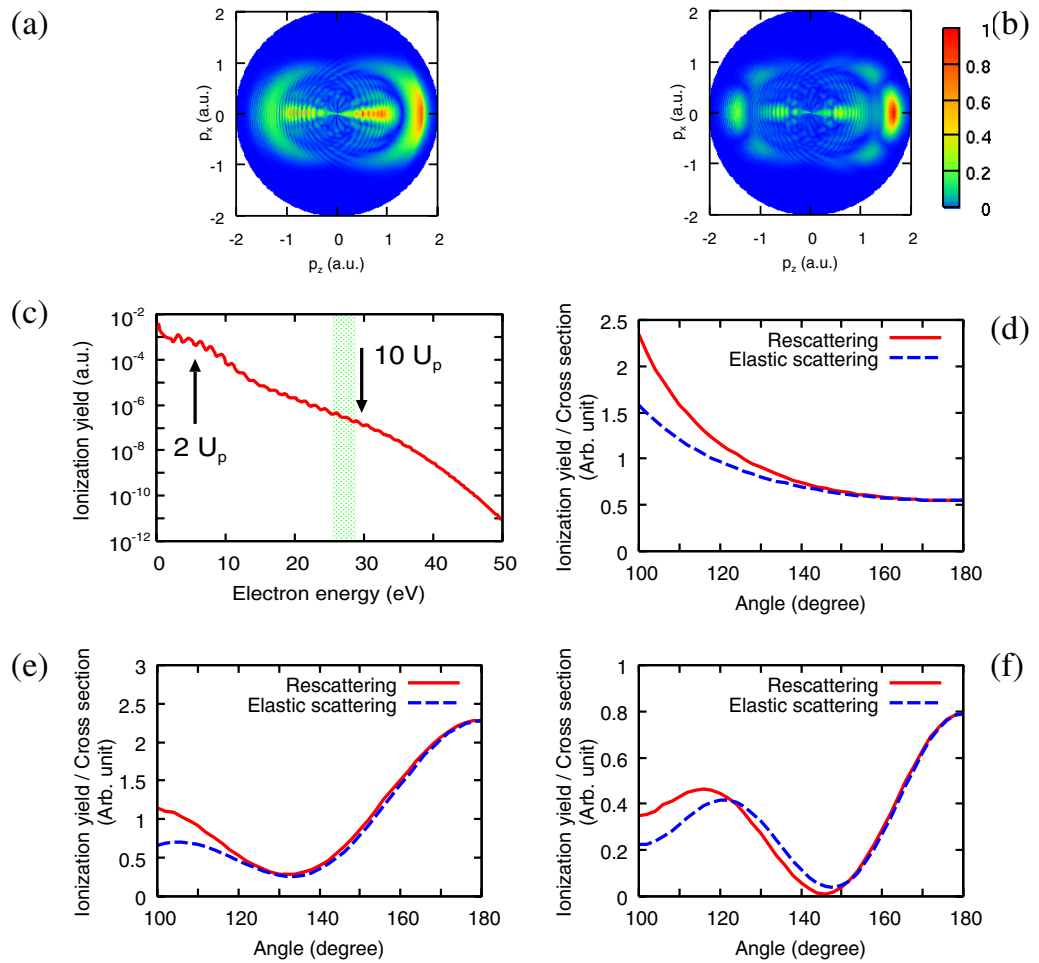 (a)
2
1
0
-1
-2
p_x (a.u.)
-2 -1 0 1 2
p_z (a.u.)
(b)
2
1
0
-1
-2
p_x (a.u.)
-2 -1 0 1 2
p_z (a.u.)
1
0.8
0.6
0.4
0.2
0
(c)
10^-2
10^-4
10^-6
10^-8
10^-10
10^-12
Ionization yield (a.u.)
2 U_p
10 U_p
0 10 20 30 40 50
Electron energy (eV)
(d)
2.5
2
1.5
1
0.5
0
Ionization yield / Cross section
(Arb. unit)
Rescattering
Elastic scattering
100 120 140 160 180
Angle (degree)
(e)
3
2.5
2
1.5
1
0.5
0
Ionization yield / Cross section
(Arb. unit)
Rescattering
Elastic scattering
100 120 140 160 180
Angle (degree)
(f)
1
0.8
0.6
0.4
0.2
0
Ionization yield / Cross section
(Arb. unit)
Rescattering
Elastic scattering
100 120 140 160 180
Angle (degree)